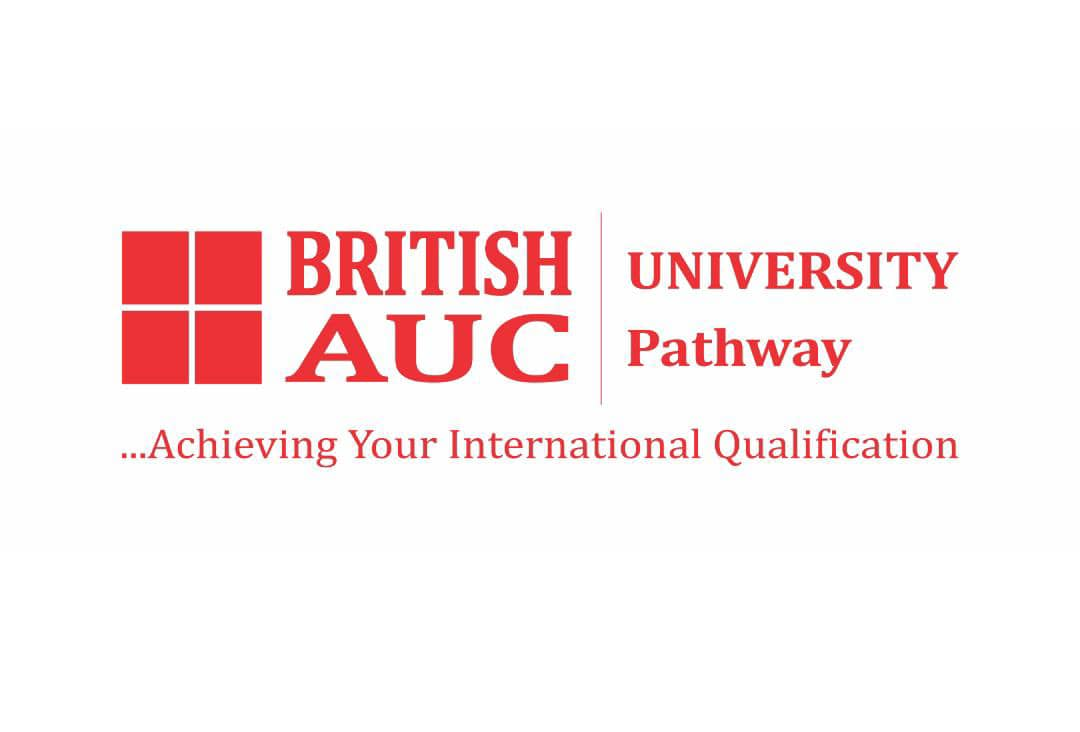 BRITISH
AUC
UNIVERSITY
Pathway
...Achieving Your International Qualification